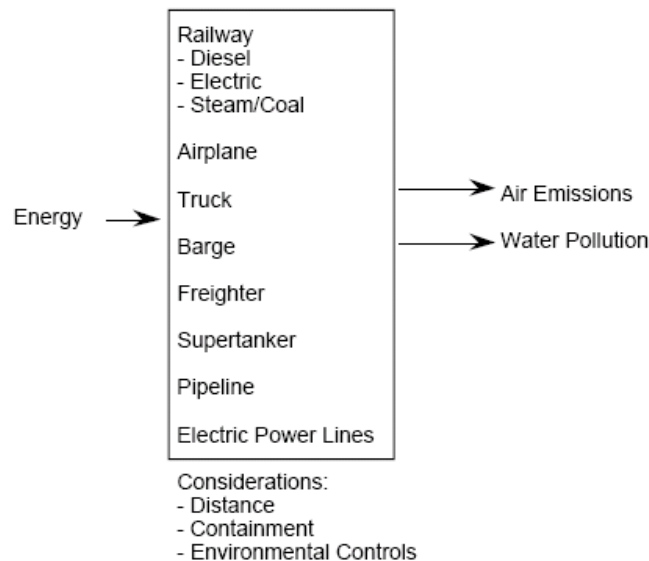 Railway
- Diesel
- Electric
- Steam/Coal
Airplane
Truck
Energy
Barge
Freighter
Supertanker
Pipeline
Electric Power Lines
Air Emissions
Water Pollution
Considerations:
- Distance
- Containment
- Environmental Controls